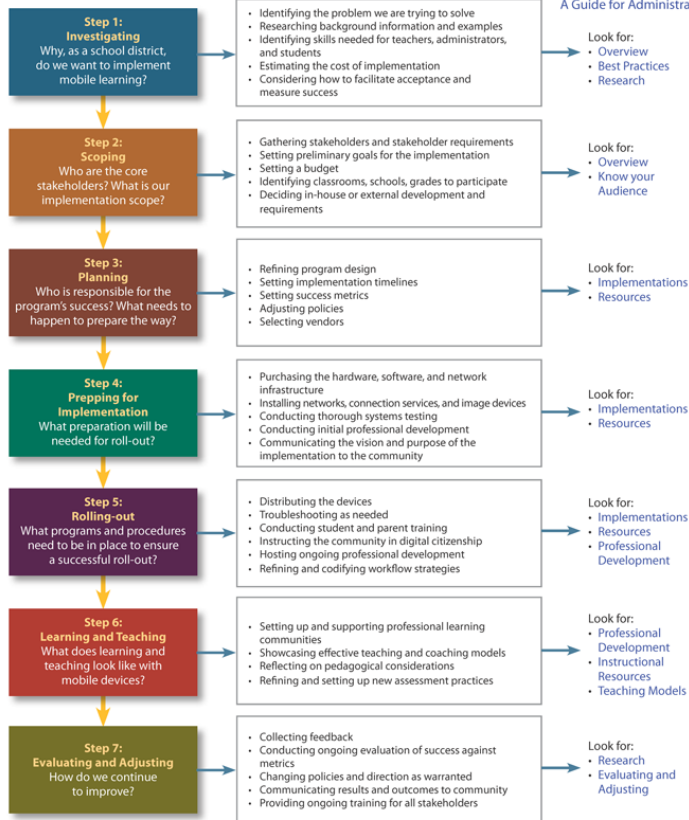 A Guide for Administra
Step 1:
Investigating
Why, as a school district,
do we want to implement
mobile learning?
• Identifying the problem we are trying to solve
• Researching background information and examples
• Identifying skills needed for teachers, administrators,
and students
• Estimating the cost of implementation
• Considering how to facilitate acceptance and
measure success
Look for:
• Overview
• Best Practices
• Research
Step 2:
Scoping
Who are the core
stakeholders? What is our
implementation scope?
• Gathering stakeholders and stakeholder requirements
• Setting preliminary goals for the implementation
• Setting a budget
• Identifying classrooms, schools, grades to participate
• Deciding in-house or external development and
requirements
Look for:
• Overview
• Know your
Audience
Step 3:
Planning
Who is responsible for the
program's success? What needs to
happen to prepare the way?
• Refining program design
• Setting implementation timelines
• Setting success metrics
• Adjusting policies
• Selecting vendors
Look for:
• Implementations
• Resources
Step 4:
Prepping for
Implementation
What preparation will be
needed for roll-out?
• Purchasing the hardware, software, and network
infrastructure
• Installing networks, connection services, and image devices
• Conducting thorough systems testing
• Conducting initial professional development
• Communicating the vision and purpose of the
implementation to the community
Look for:
• Implementations
• Resources
Step 5:
Rolling-out
What programs and procedures
need to be in place to ensure
a successful roll-out?
• Distributing the devices
• Troubleshooting as needed
• Conducting student and parent training
• Instructing the community in digital citizenship
• Hosting ongoing professional development
• Refining and codifying workflow strategies
Look for:
• Implementations
• Resources
• Professional
Development
Step 6:
Learning and Teaching
What does learning and
teaching look like with
mobile devices?
• Setting up and supporting professional learning
communities
• Showcasing effective teaching and coaching models
• Reflecting on pedagogical considerations
• Refining and setting up new assessment practices
Look for:
• Professional
Development
• Instructional
Resources
• Teaching Models
Step 7:
Evaluating and Adjusting
How do we continue
to improve?
• Collecting feedback
• Conducting ongoing evaluation of success against
metrics
• Changing policies and direction as warranted
• Communicating results and outcomes to community
• Providing ongoing training for all stakeholders
Look for:
• Research
• Evaluating and
Adjusting